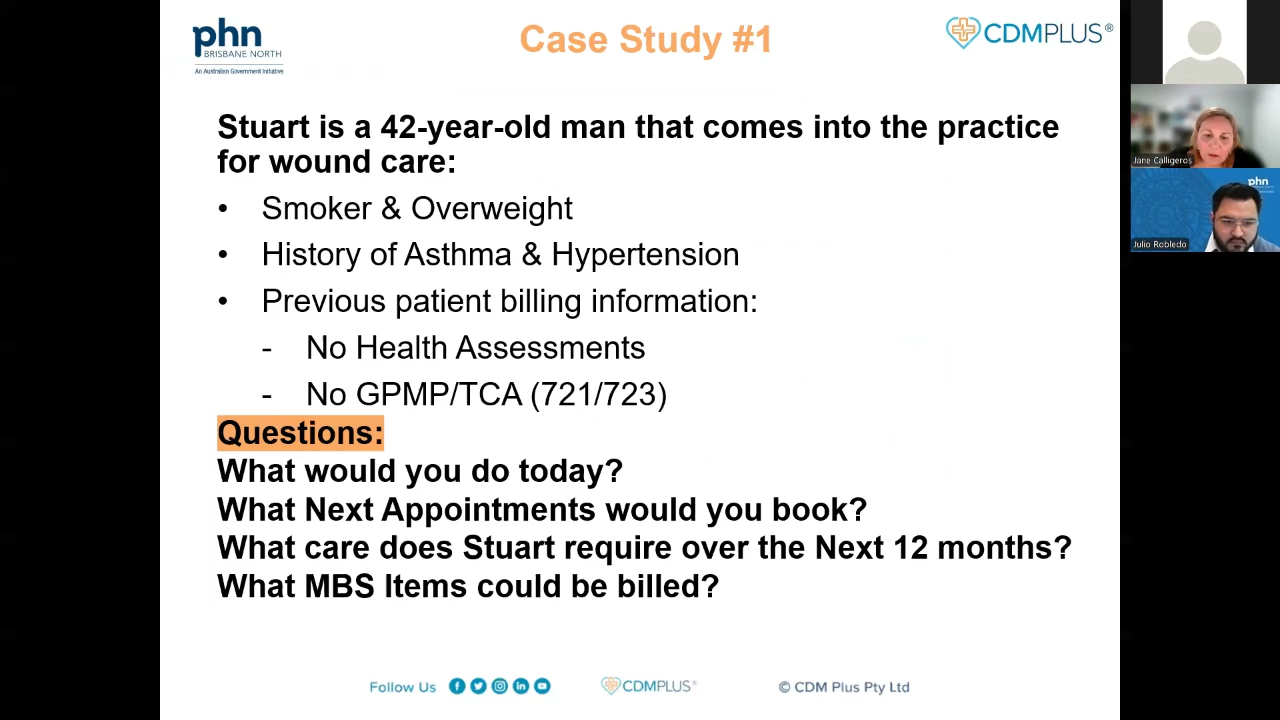 phn
BRISBANE NORTH
An Australian Government Initiative
Case Study #1
CDMPLUS®
Stuart is a 42-year-old man that comes into the practice
for wound care:
• Smoker & Overweight
• History of Asthma & Hypertension
• Previous patient billing information:
- No Health Assessments
- No GPMP/TCA (721/723)
Questions:
What would you do today?
What Next Appointments would you book?
What care does Stuart require over the Next 12 months?
What MBS Items could be billed?
Follow Us
CDMPLUS®
© CDM Plus Pty Ltd
Jane Calligeros
phn
Julio Robledo